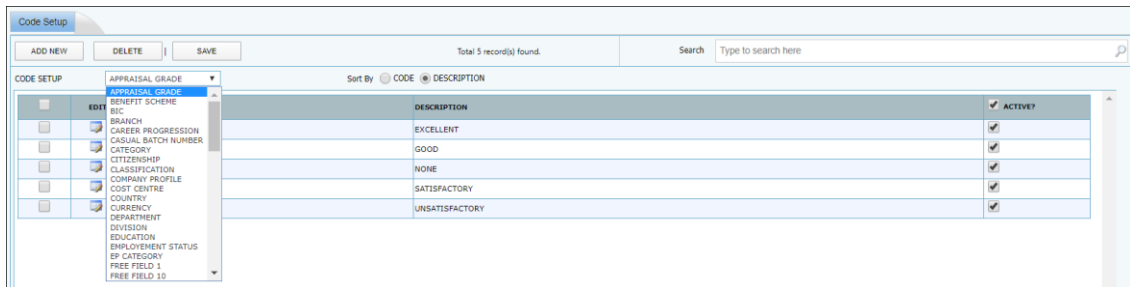 Code Setup
ADD NEW DELETE | SAVE Total 5 record(s) found. Search Type to search here
CODE SETUP APPRAISAL GRADE Sort By CODE DESCRIPTION
APPRAISAL GRADE
BENEFIT SCHEME
BIC
BRANCH
CAREER PROGRESSION
CASUAL BATCH NUMBER
CATEGORY
CITIZENSHIP
CLASSIFICATION
COMPANY PROFILE
COST CENTRE
COUNTRY
CURRENCY
DEPARTMENT
DIVISION
EDUCATION
EMPLOYEMENT STATUS
EP CATEGORY
FREE FIELD 1
FREE FIELD 10
EDIT DESCRIPTION ACTIVE?
EXCELLENT
GOOD
NONE
SATISFACTORY
UNSATISFACTORY